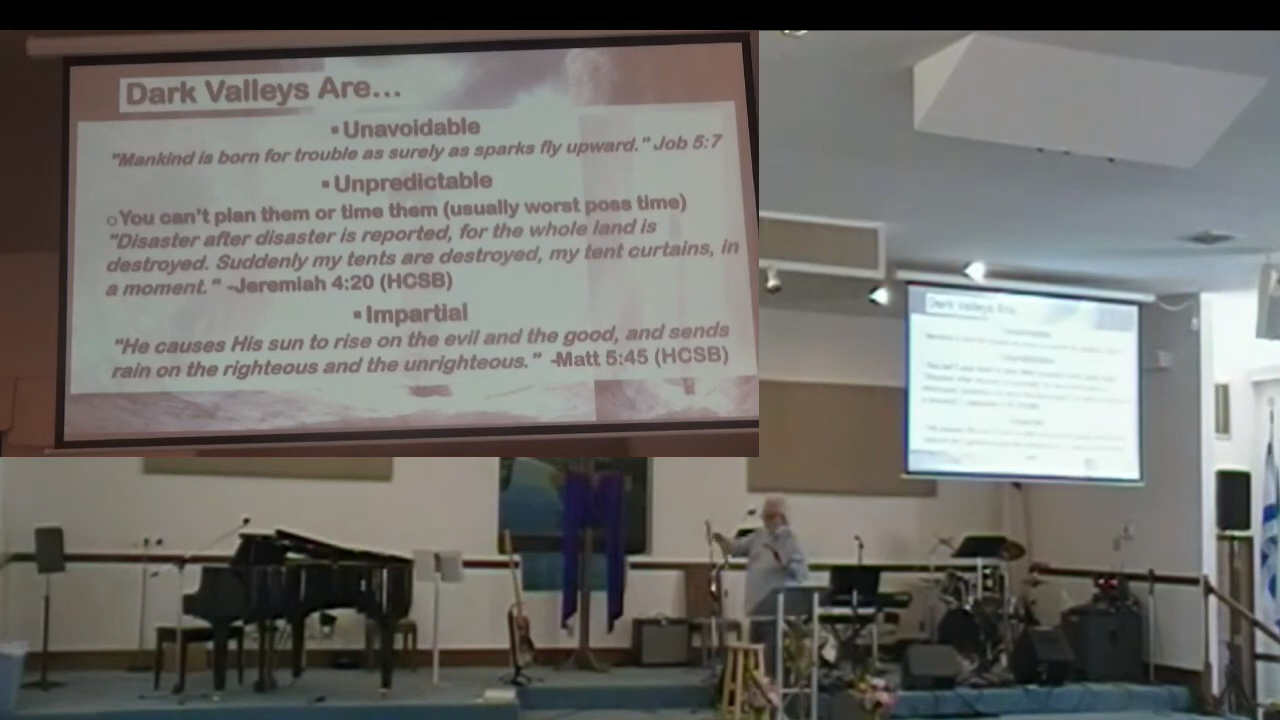 Dark Valleys Are...
▪Unavoidable
"Mankind is born for trouble as surely as sparks fly upward." Job 5:7
▪Unpredictable
○You can't plan them or time them (usually worst poss time)
"Disaster after disaster is reported, for the whole land is
destroyed. Suddenly my tents are destroyed, my tent curtains, in
a moment." -Jeremiah 4:20 (HCSB)
▪Impartial
"He causes His sun to rise on the evil and the good, and sends
rain on the righteous and the unrighteous." -Matt 5:45 (HCSB)
Dark Valleys Are...